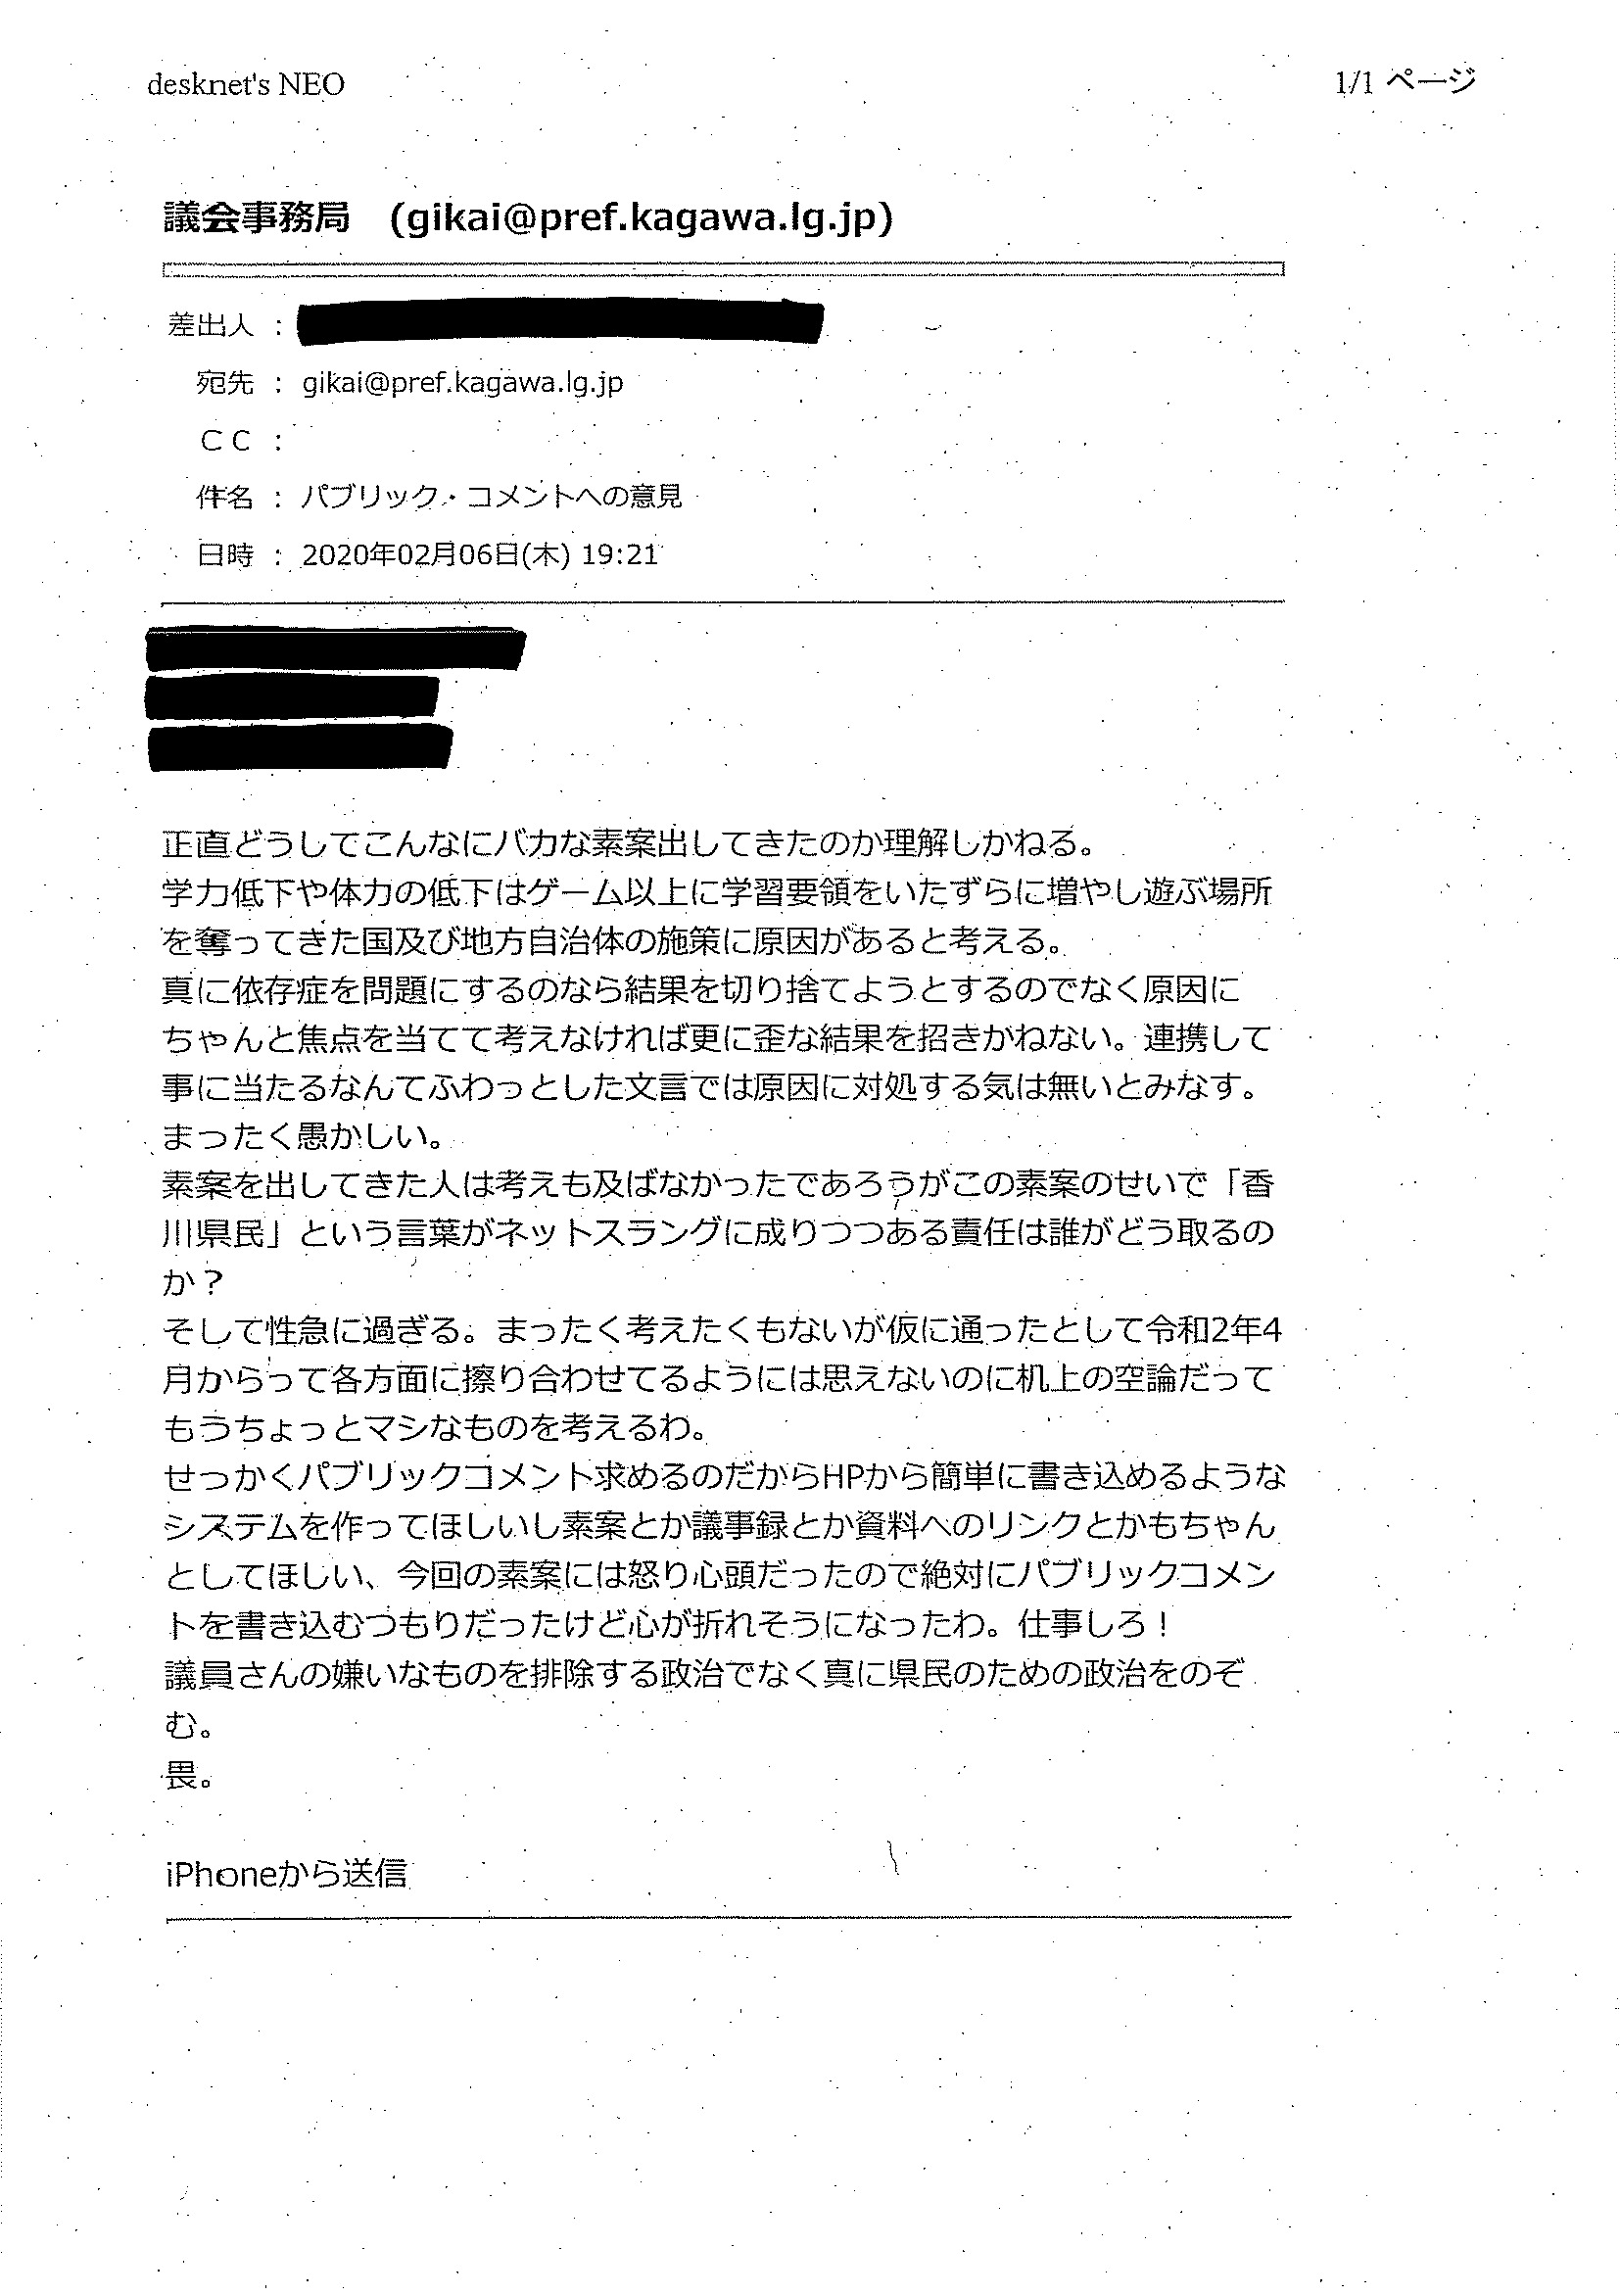 desknet's NEO
1/1 ページ
議会事務局　(gikai@pref.kagawa.lg.jp)
差出人 :
宛先 : gikai@pref.kagawa.lg.jp
ＣＣ :
件名 : パブリック・コメントへの意見
日時 : 2020年02月06日(木) 19:21
正直どうしてこんなにバカな素案出してきたのか理解しかねる。
学力低下や体力の低下はゲーム以上に学習要領をいたずらに増やし遊ぶ場所
を奪ってきた国及び地方自治体の施策に原因があると考える。
真に依存症を問題にするのなら結果を切り捨てようとするのでなく原因に
ちゃんと焦点を当てて考えなければ更に歪な結果を招きかねない。連携して
事に当たるなんてふわっとした文言では原因に対処する気は無いとみなす。
まったく愚かしい。
素案を出してきた人は考えも及ばなかったであろうがこの素案のせいで「香
川県民」という言葉がネットスラングに成りつつある責任は誰がどう取るの
か？
そして性急に過ぎる。まったく考えたくもないが仮に通ったとして令和2年4
月からって各方面に擦り合わせてるようには思えないのに机上の空論だって
もうちょっとマシなものを考えるわ。
せっかくパブリックコメント求めるのだからHPから簡単に書き込めるような
システムを作ってほしいし素案とか議事録とか資料へのリンクとかもちゃん
としてほしい、今回の素案には怒り心頭だったので絶対にパブリックコメン
トを書き込むつもりだったけど心が折れそうになったわ。仕事しろ！
議員さんの嫌いなものを排除する政治でなく真に県民のための政治をのぞ
む。
畏。
iPhoneから送信